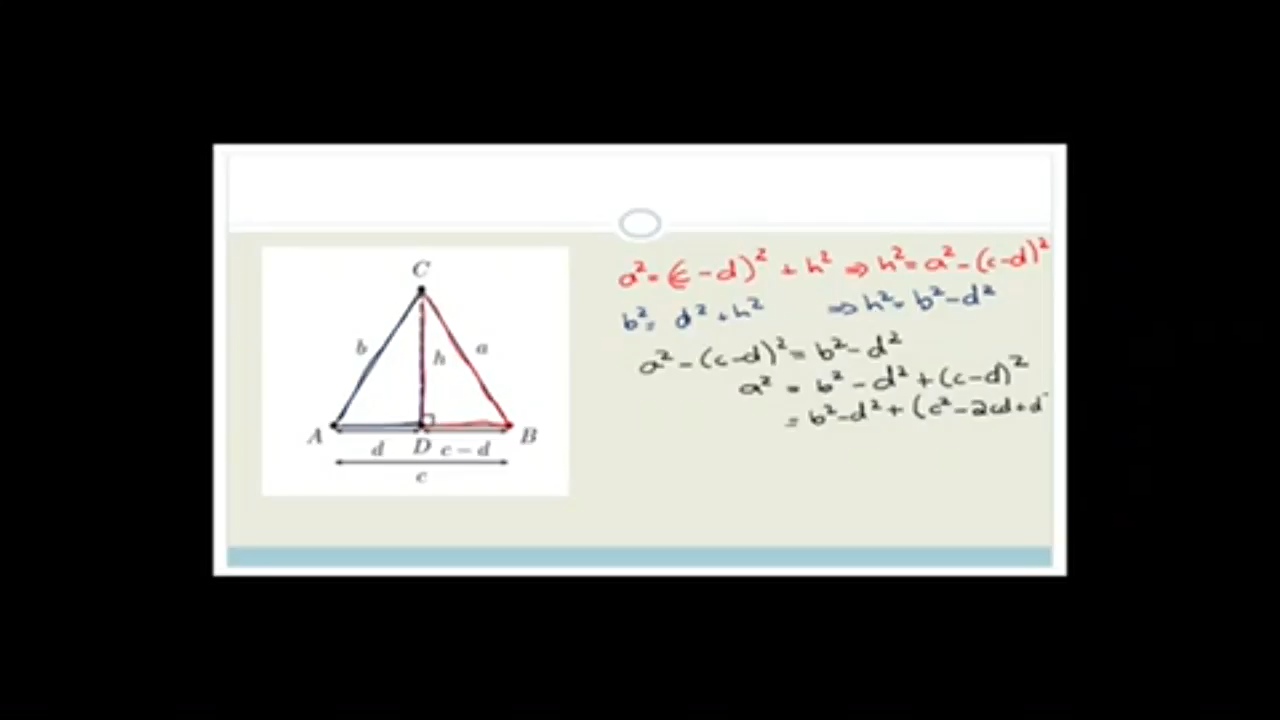 C
b
h
a
A
d
D
c − d
B
c
a² = (c − d)² + h² ⇒ h² = a² − (c−d)²
b² = d² + h² ⇒ h² = b² − d²
a² − (c−d)² = b² − d²
a² = b² − d² + (c−d)²
= b² − d² + (c² − 2cd + d